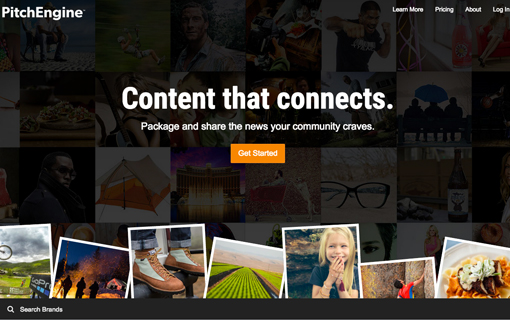 PitchEngine
Learn More Pricing About Log In
Content that connects.
Package and share the news your community craves.
Get Started
Search Brands